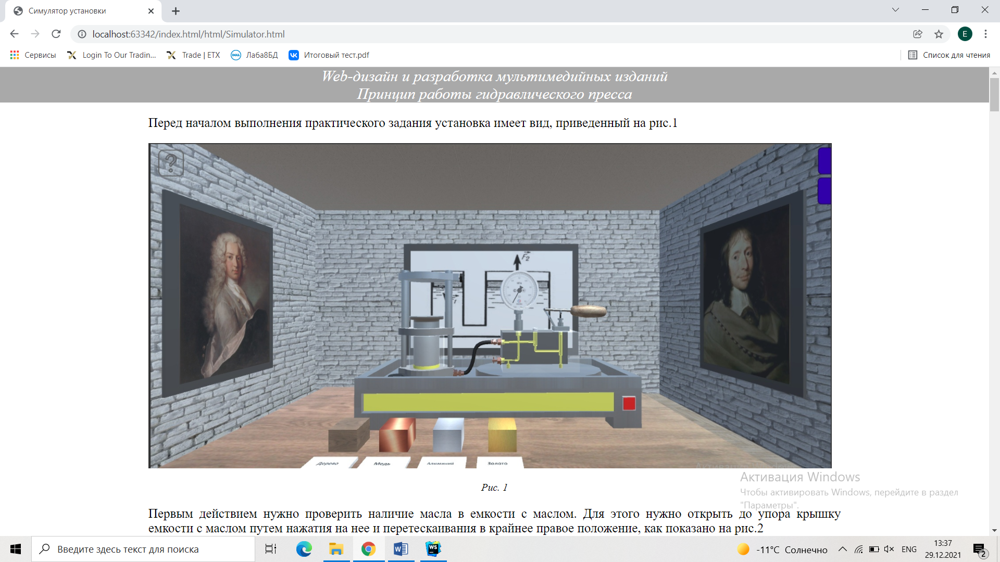 Симулятор установки
localhost:63342/index.html/html/Simulator.html
E
Сервисы
Login To Our Tradin...
Trade | ETX
DELL
Лаба8БД
Итоговый тест.pdf
Список для чтения
Web-дизайн и разработка мультимедийных изданий
Принцип работы гидравлического пресса
Перед началом выполнения практического задания установка имеет вид, приведенный на рис.1
?
F2
Дерево
Медь
Алюминий
Золото
Рис. 1
Активация Windows
Чтобы активировать Windows, перейдите в раздел
"Параметры".
Первым действием нужно проверить наличие масла в емкости с маслом. Для этого нужно открыть до упора крышку
емкости с маслом путем нажатия на нее и перетескаивания в крайнее правое положение, как показано на рис.2
Введите здесь текст для поиска
WS
-11°C Солнечно
ENG
13:37
29.12.2021
2